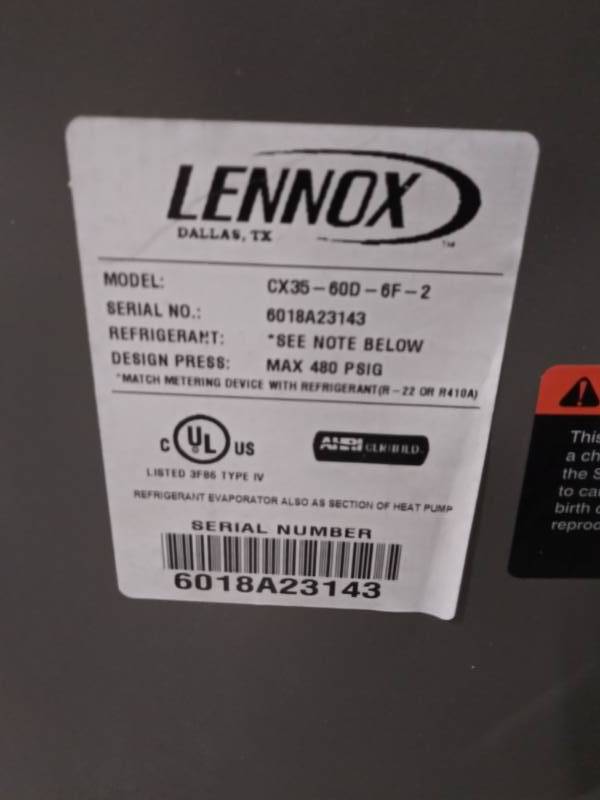 LENNOX
DALLAS, TX
™
MODEL: CX35-60D-6F-2
SERIAL NO.: 6018A23143
REFRIGERANT: *SEE NOTE BELOW
DESIGN PRESS: MAX 480 PSIG
*MATCH METERING DEVICE WITH REFRIGERANT(R-22 OR R410A)
C UL US
LISTED 3F86 TYPE IV
AHRI
REFRIGERANT EVAPORATOR ALSO AS SECTION OF HEAT PUMP
SERIAL NUMBER
6018A23143
This
a ch
the S
to ca
birth
reproc